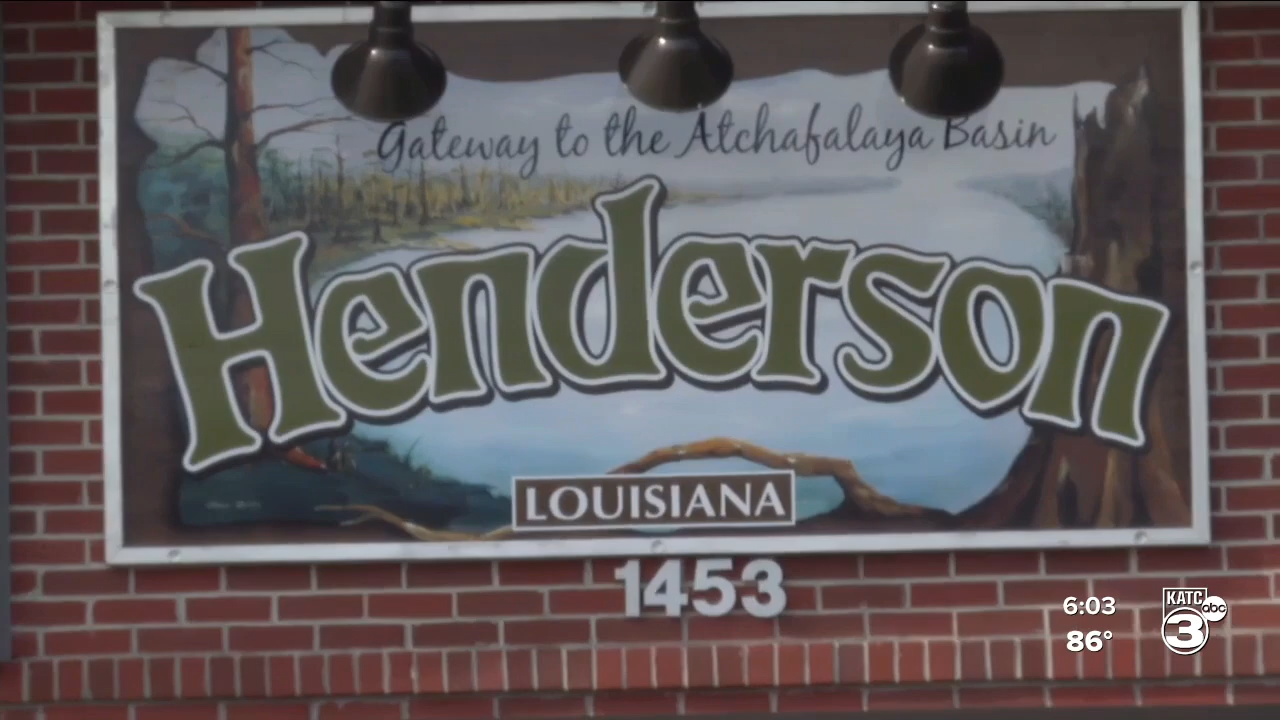 Gateway to the Atchafalaya Basin
Henderson
LOUISIANA
1453
6:03
86°
KATC
abc
3